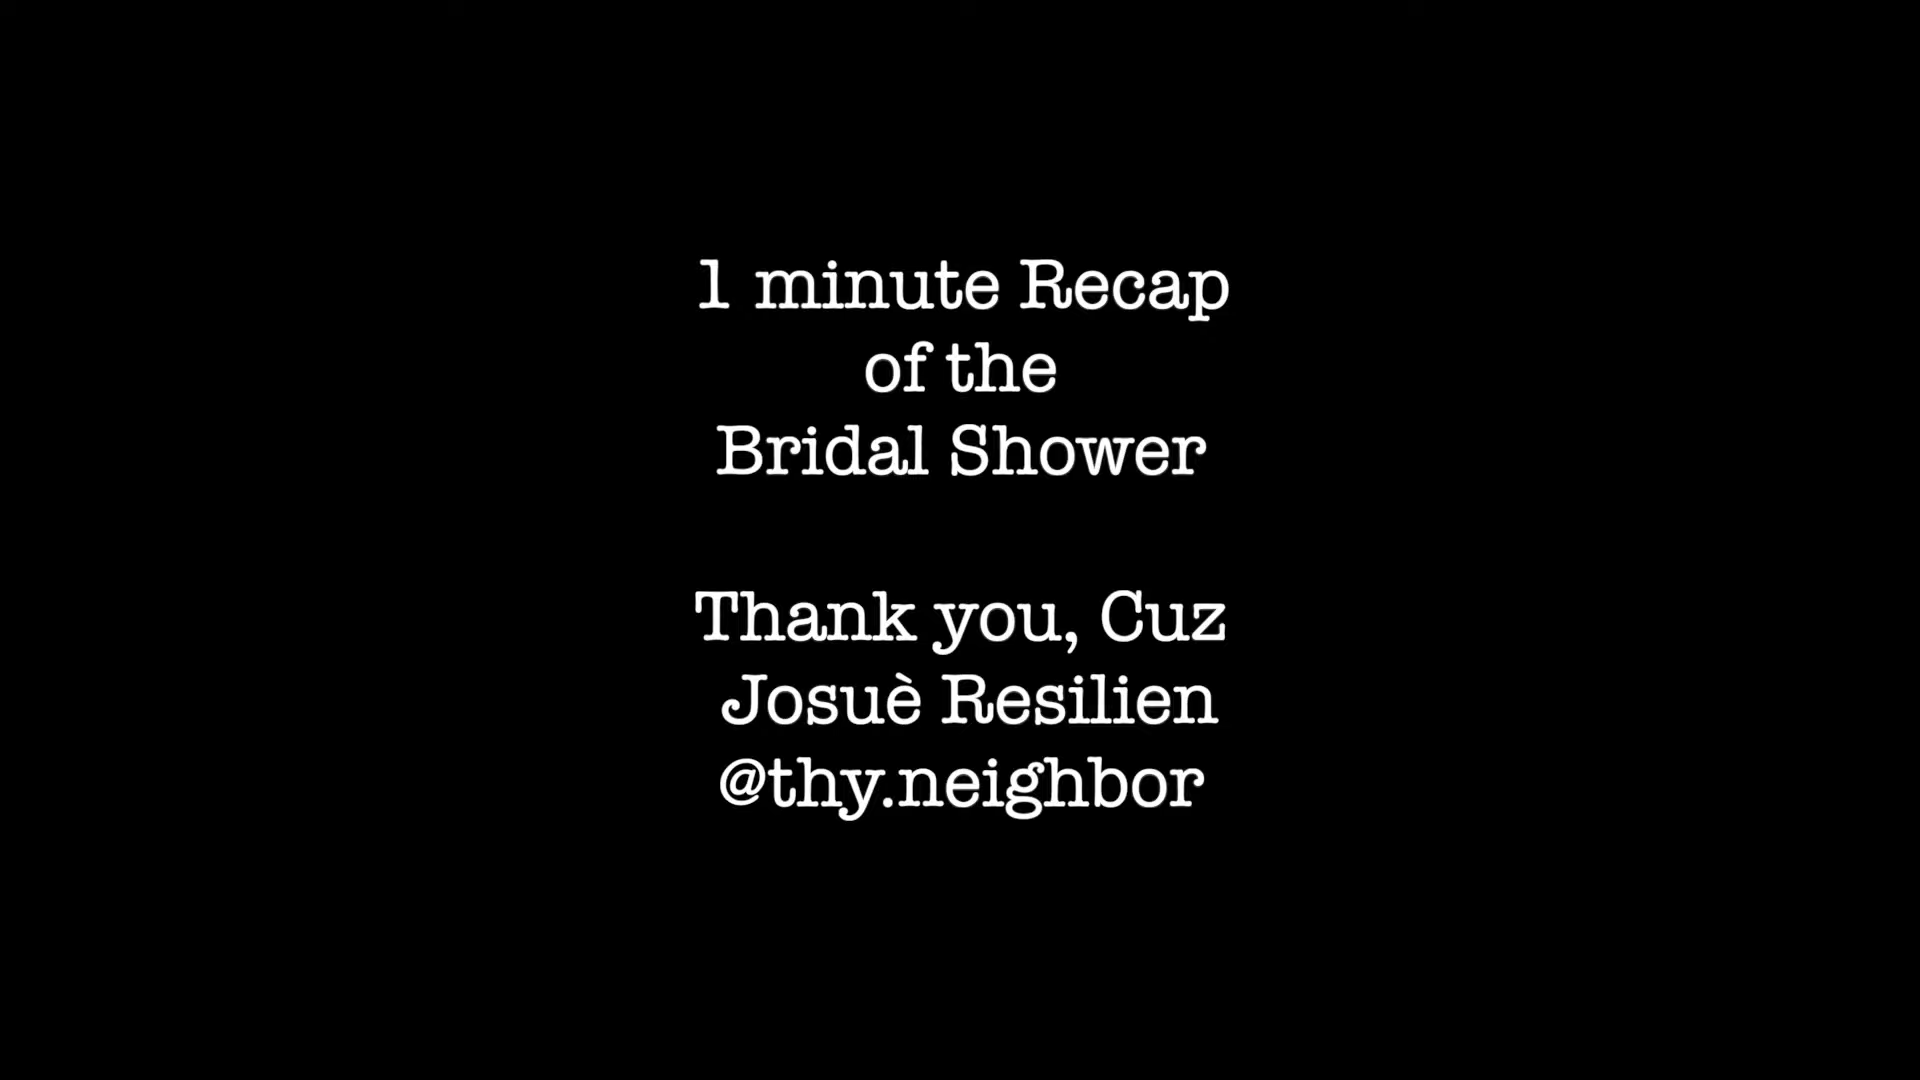 1 minute Recap
of the
Bridal Shower
Thank you, Cuz
Josuè Resilien
@thy.neighbor